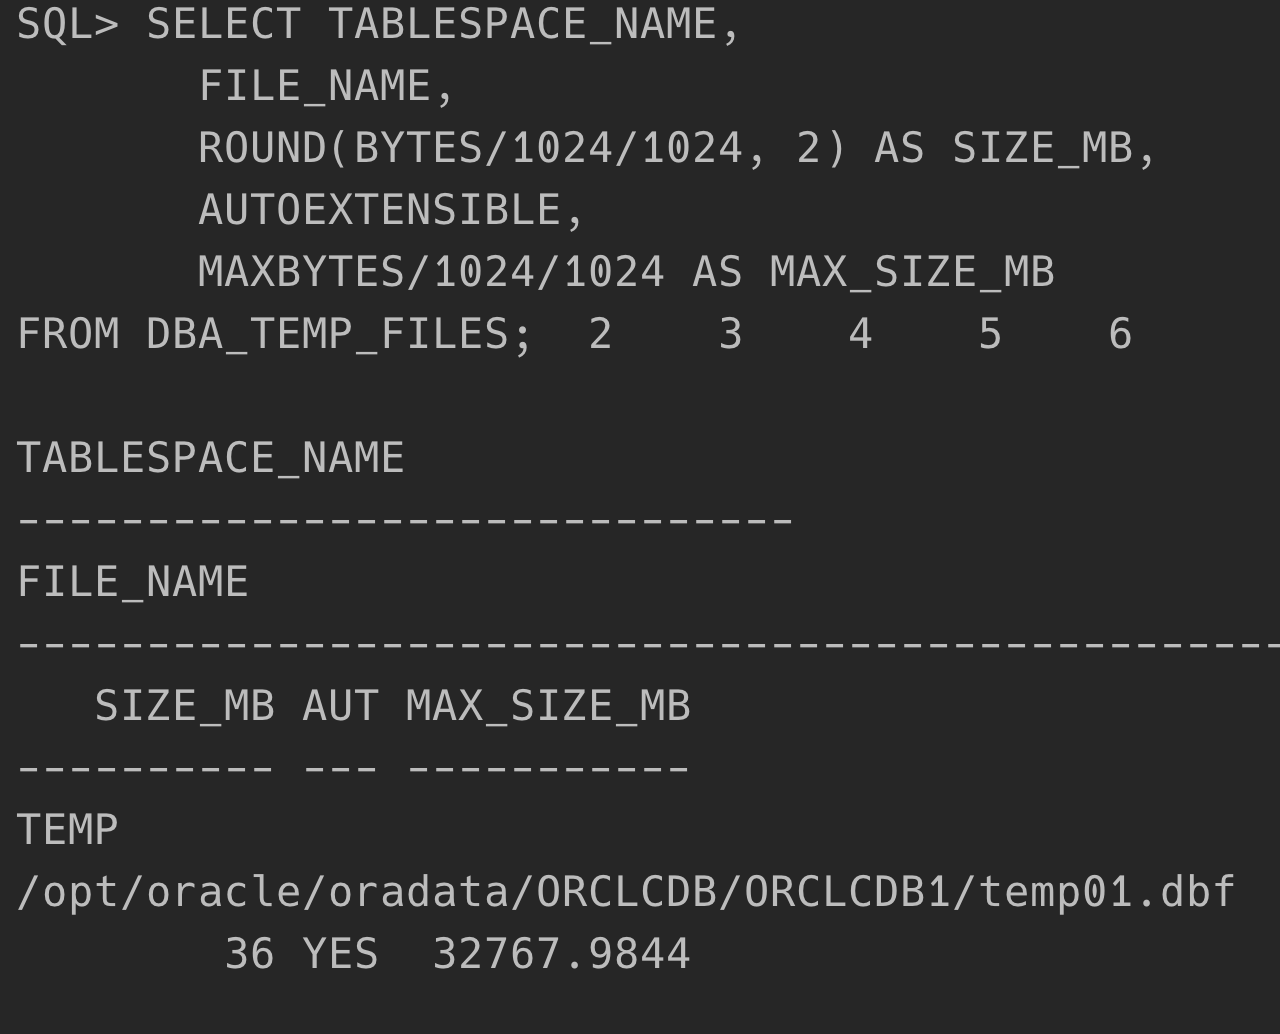 SQL> SELECT TABLESPACE_NAME,
       FILE_NAME,
       ROUND(BYTES/1024/1024, 2) AS SIZE_MB,
       AUTOEXTENSIBLE,
       MAXBYTES/1024/1024 AS MAX_SIZE_MB
FROM DBA_TEMP_FILES;  2    3    4    5    6

TABLESPACE_NAME
------------------------------
FILE_NAME
-------------------------------------------------
   SIZE_MB AUT MAX_SIZE_MB
---------- --- -----------
TEMP
/opt/oracle/oradata/ORCLCDB/ORCLCDB1/temp01.dbf
        36 YES  32767.9844